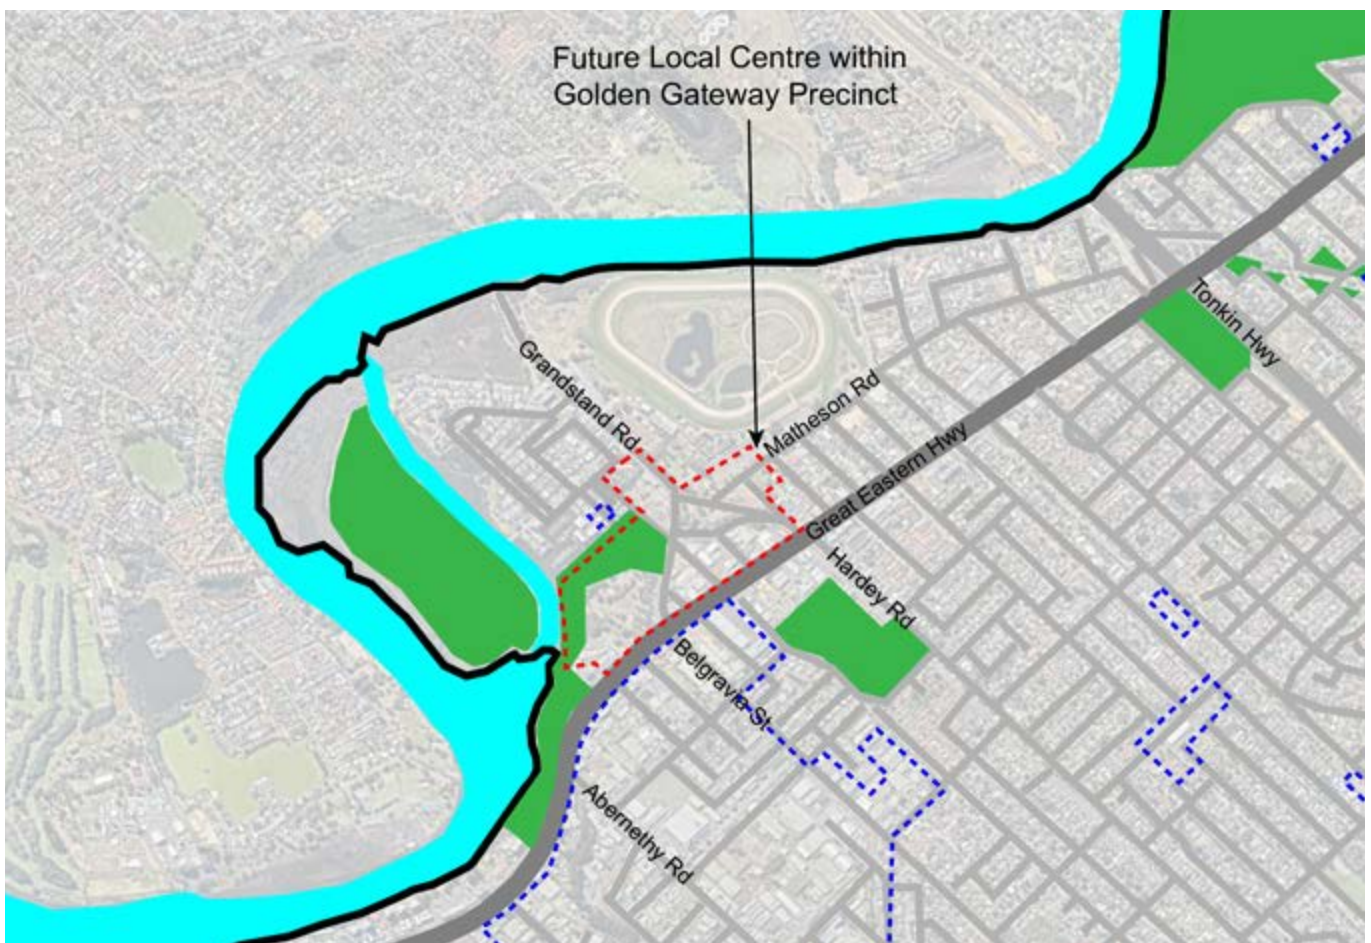 Future Local Centre within
Golden Gateway Precinct
Tonkin Hwy
Grandstand Rd
Matheson Rd
Great Eastern Hwy
Hardey Rd
Belgravia St
Abernethy Rd